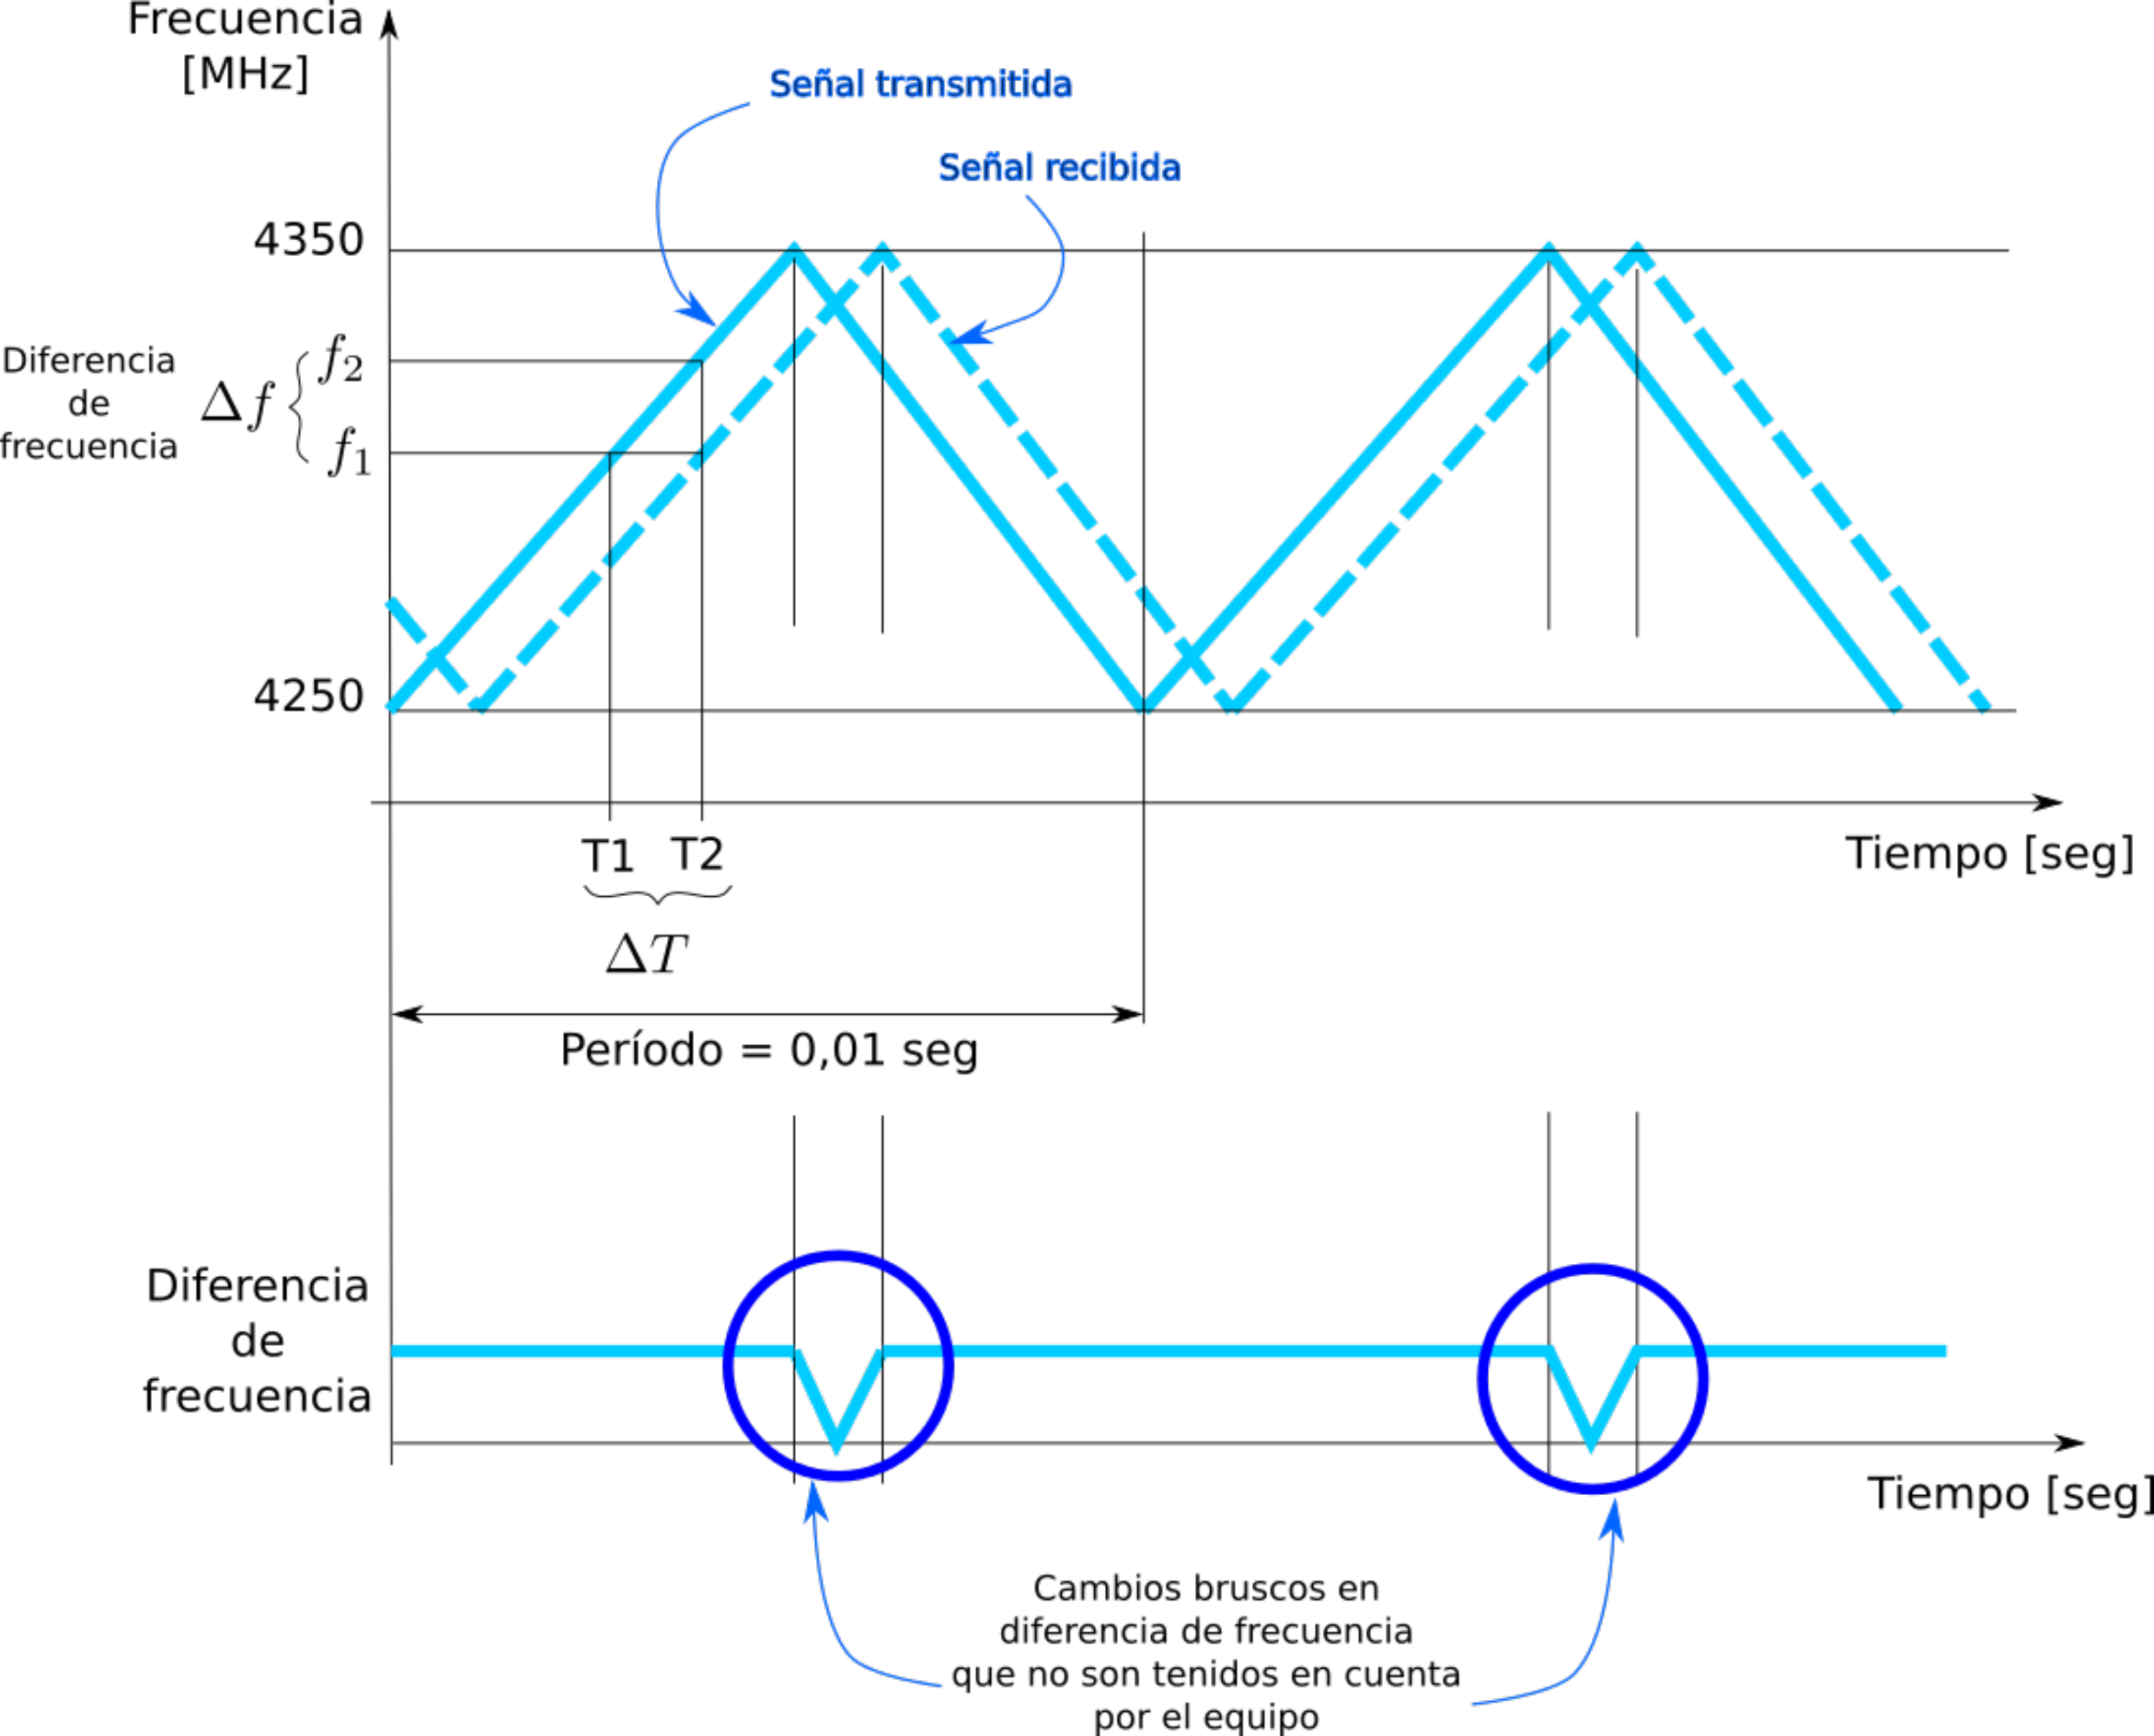 Frecuencia
[MHz]
Señal transmitida
Señal recibida
4350
Diferencia
de
frecuencia
Δf
f2
f1
4250
T1 T2
ΔT
Tiempo [seg]
Período = 0,01 seg
Diferencia
de
frecuencia
Tiempo [seg]
Cambios bruscos en
diferencia de frecuencia
que no son tenidos en cuenta
por el equipo